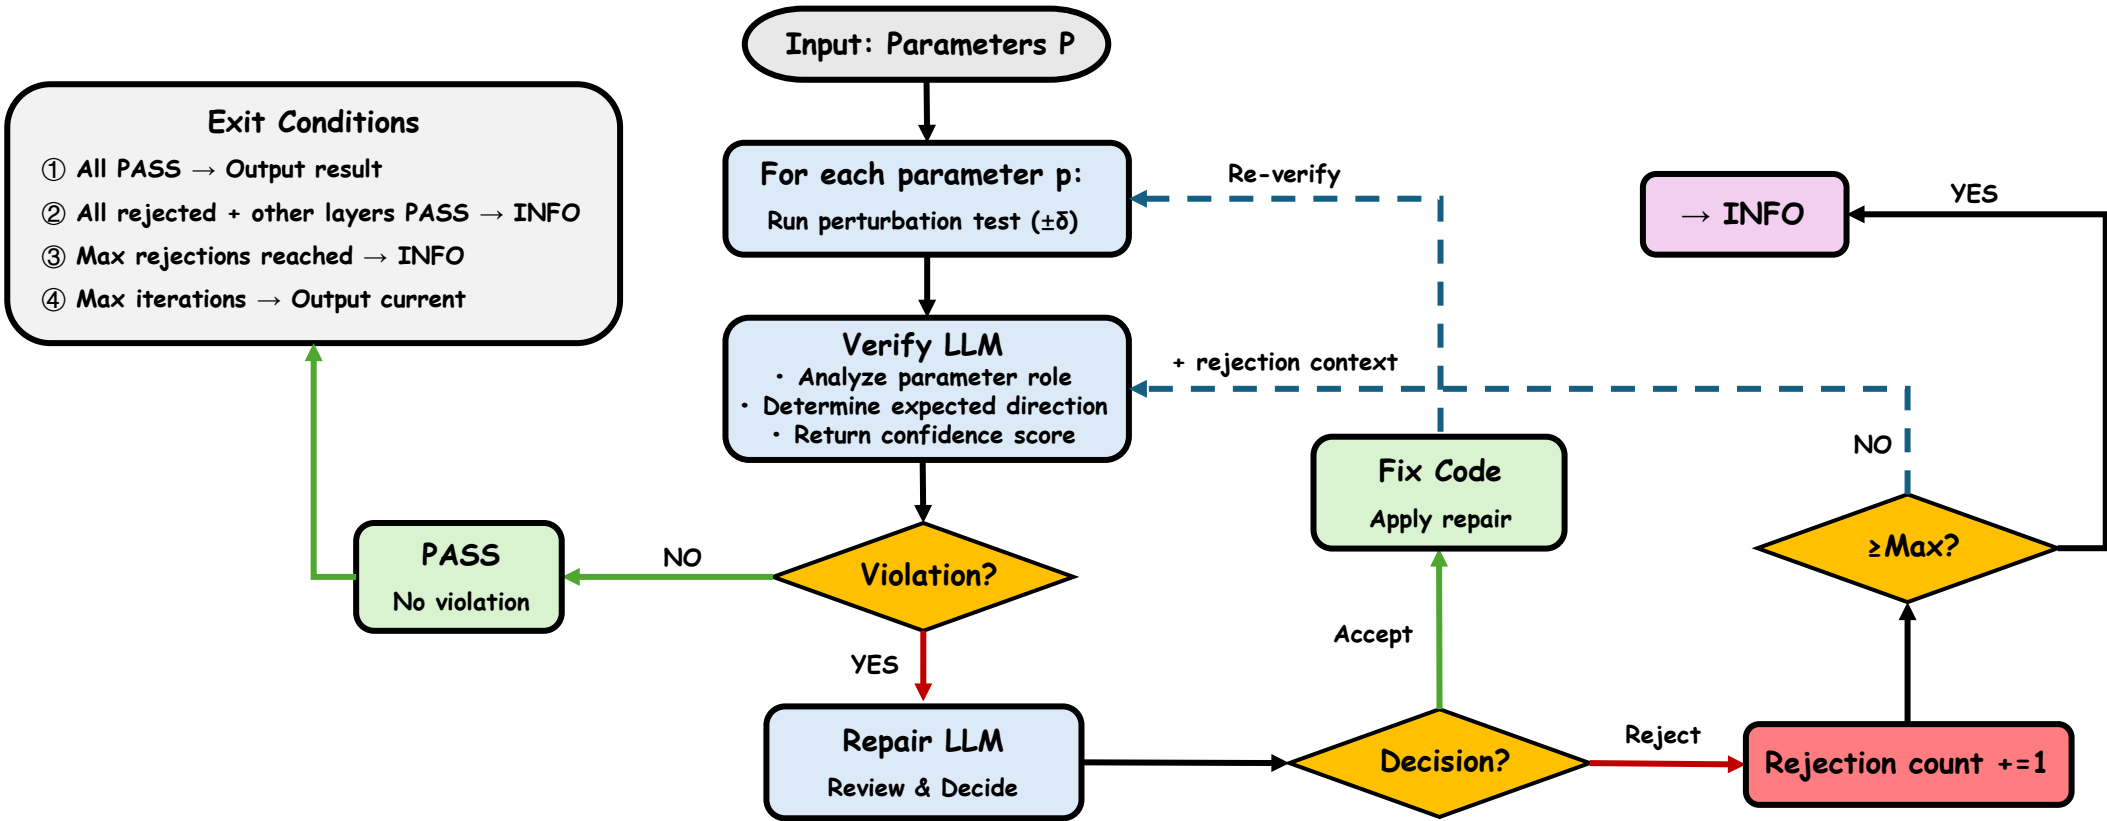 Input: Parameters P
Exit Conditions
① All PASS → Output result
② All rejected + other layers PASS → INFO
③ Max rejections reached → INFO
④ Max iterations → Output current
For each parameter p:
Run perturbation test (±δ)
Re-verify
→ INFO
YES
Verify LLM
· Analyze parameter role
· Determine expected direction
· Return confidence score
+ rejection context
NO
Fix Code
Apply repair
≥Max?
PASS
No violation
NO
Violation?
YES
Accept
Repair LLM
Review & Decide
Decision?
Reject
Rejection count +=1